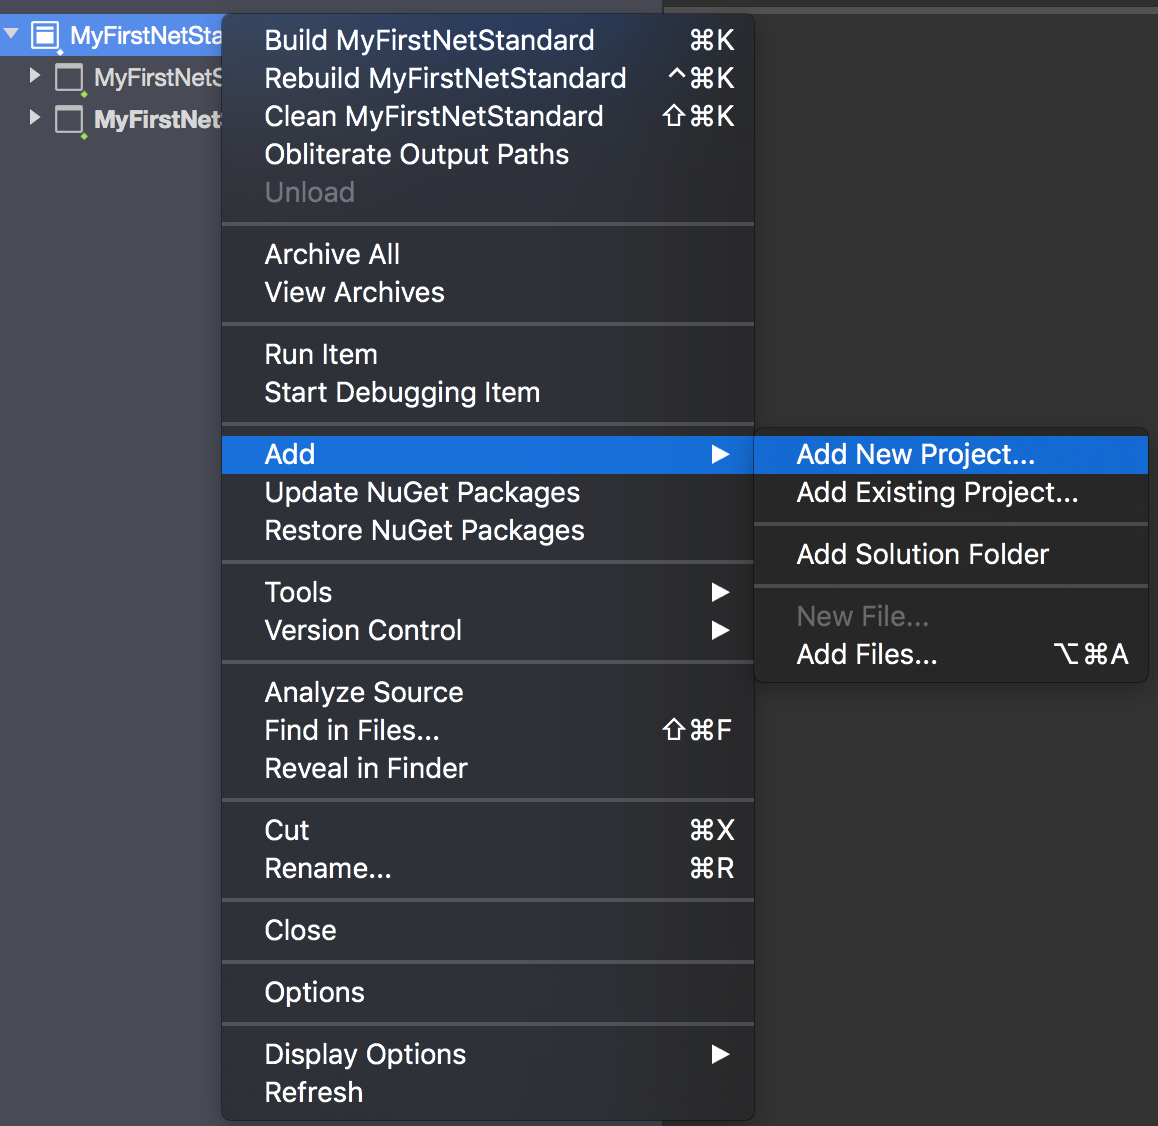 MyFirstNetSta
MyFirstNetS
MyFirstNet
Build MyFirstNetStandard ⌘K
Rebuild MyFirstNetStandard ^⌘K
Clean MyFirstNetStandard ⇧⌘K
Obliterate Output Paths
Unload
Archive All
View Archives
Run Item
Start Debugging Item
Add ▶
Update NuGet Packages
Restore NuGet Packages
Tools ▶
Version Control ▶
Analyze Source
Find in Files... ⇧⌘F
Reveal in Finder
Cut ⌘X
Rename... ⌘R
Close
Options
Display Options ▶
Refresh
Add New Project...
Add Existing Project...
Add Solution Folder
New File...
Add Files... ⌥⌘A